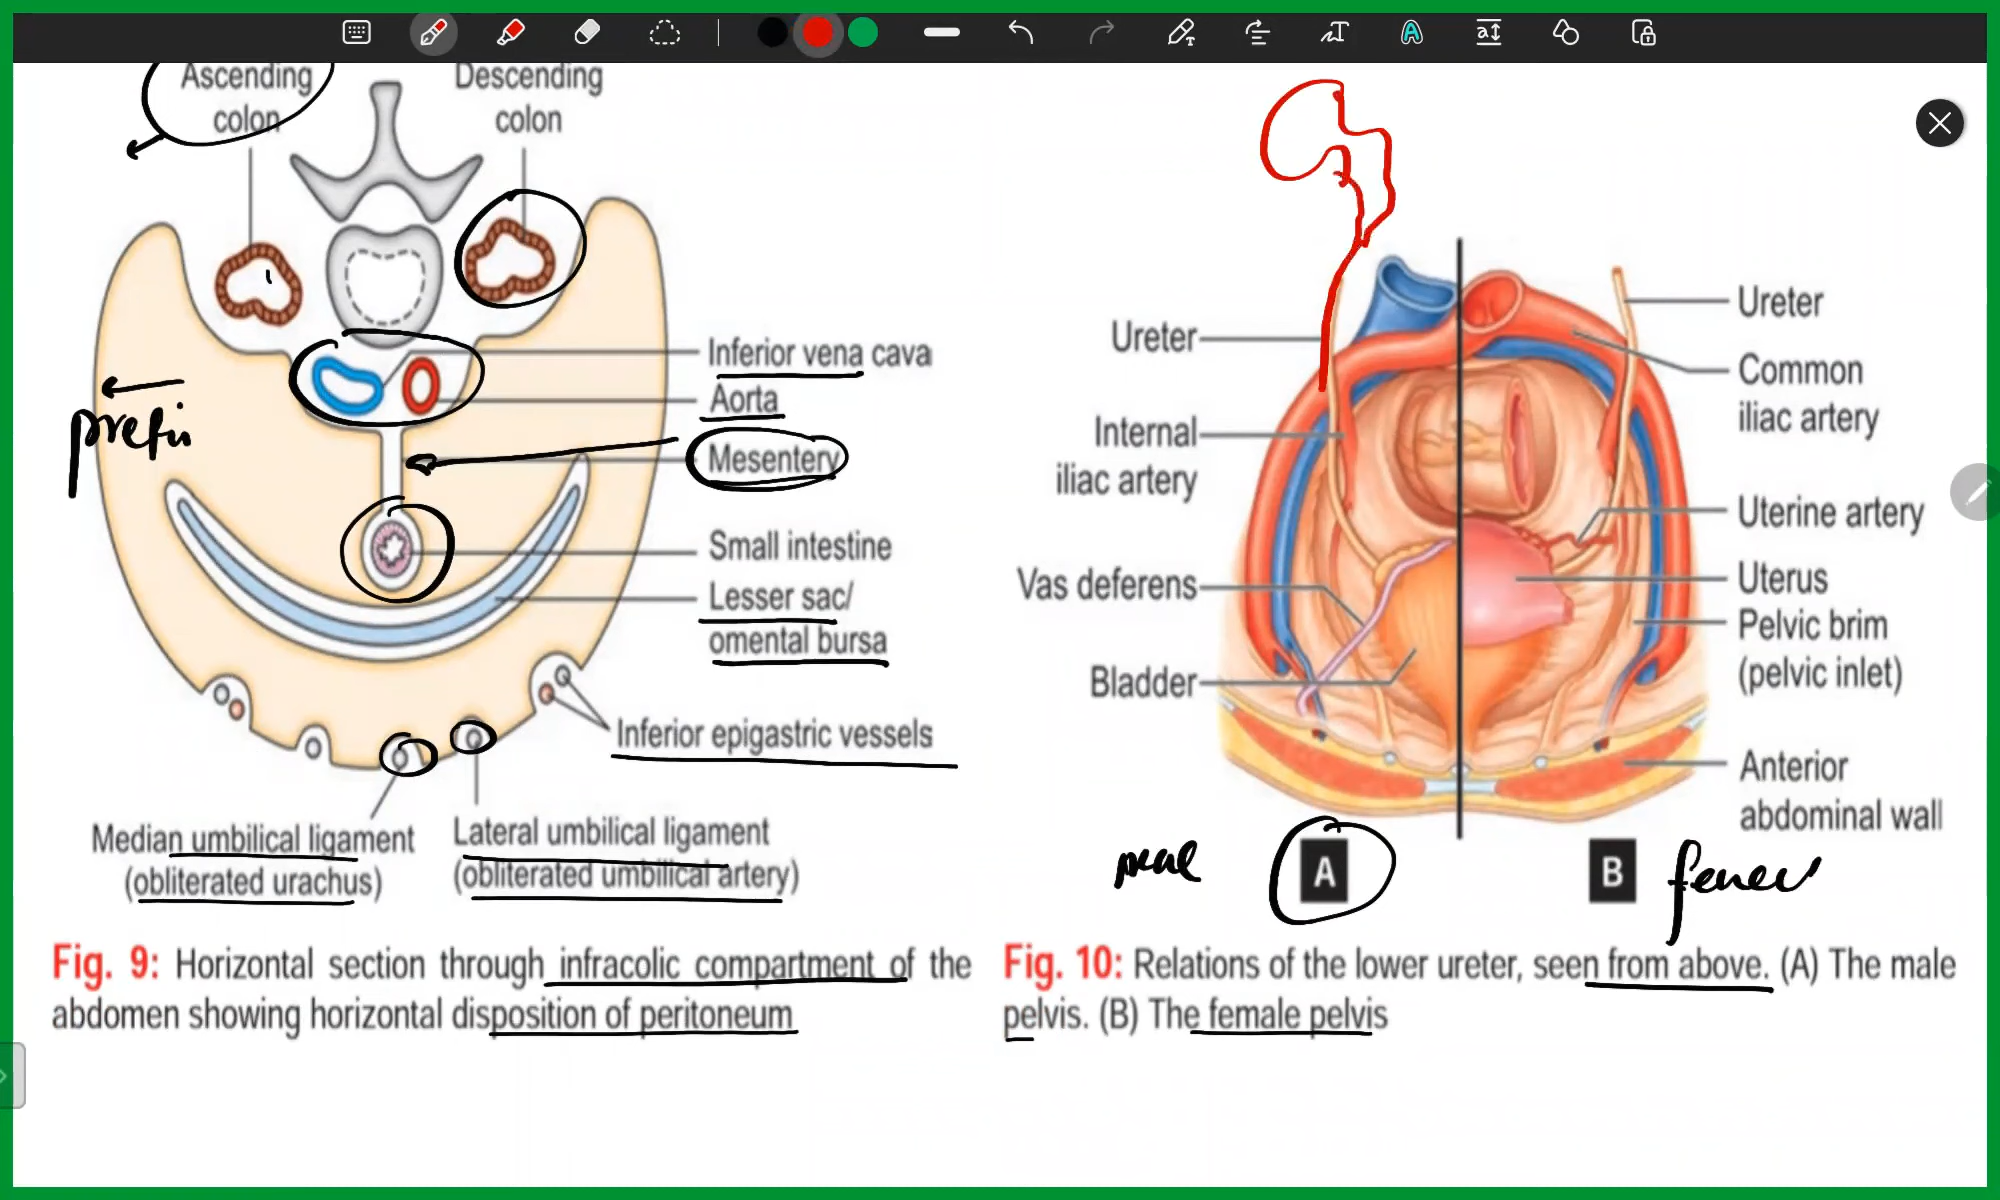 Ascending
colon
Descending
colon
Inferior vena cava
Aorta
Mesentery
Small intestine
Lesser sac/
omental bursa
Inferior epigastric vessels
Median umbilical ligament
(obliterated urachus)
Lateral umbilical ligament
(obliterated umbilical artery)
Fig. 9: Horizontal section through infracolic compartment of the
abdomen showing horizontal disposition of peritoneum
Ureter
Internal
iliac artery
Vas deferens
Bladder
Ureter
Common
iliac artery
Uterine artery
Uterus
Pelvic brim
(pelvic inlet)
Anterior
abdominal wall
A
B
Fig. 10: Relations of the lower ureter, seen from above. (A) The male
pelvis. (B) The female pelvis